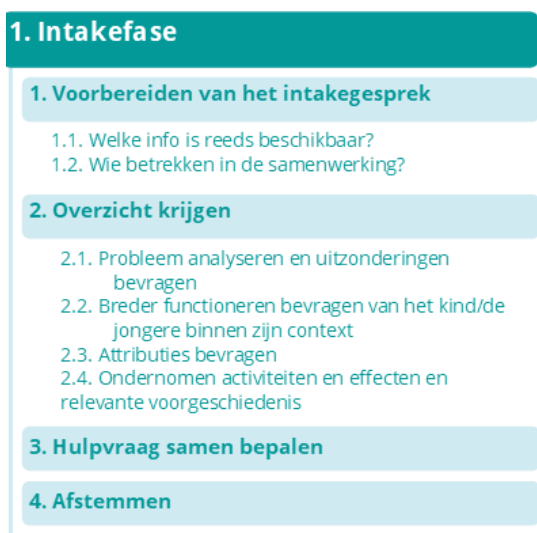 1. Intakefase
1. Voorbereiden van het intakegesprek
1.1. Welke info is reeds beschikbaar?
1.2. Wie betrekken in de samenwerking?
2. Overzicht krijgen
2.1. Probleem analyseren en uitzonderingen
bevragen
2.2. Breder functioneren bevragen van het kind/de
jongere binnen zijn context
2.3. Attributies bevragen
2.4. Ondernomen activiteiten en effecten en
relevante voorgeschiedenis
3. Hulpvraag samen bepalen
4. Afstemmen